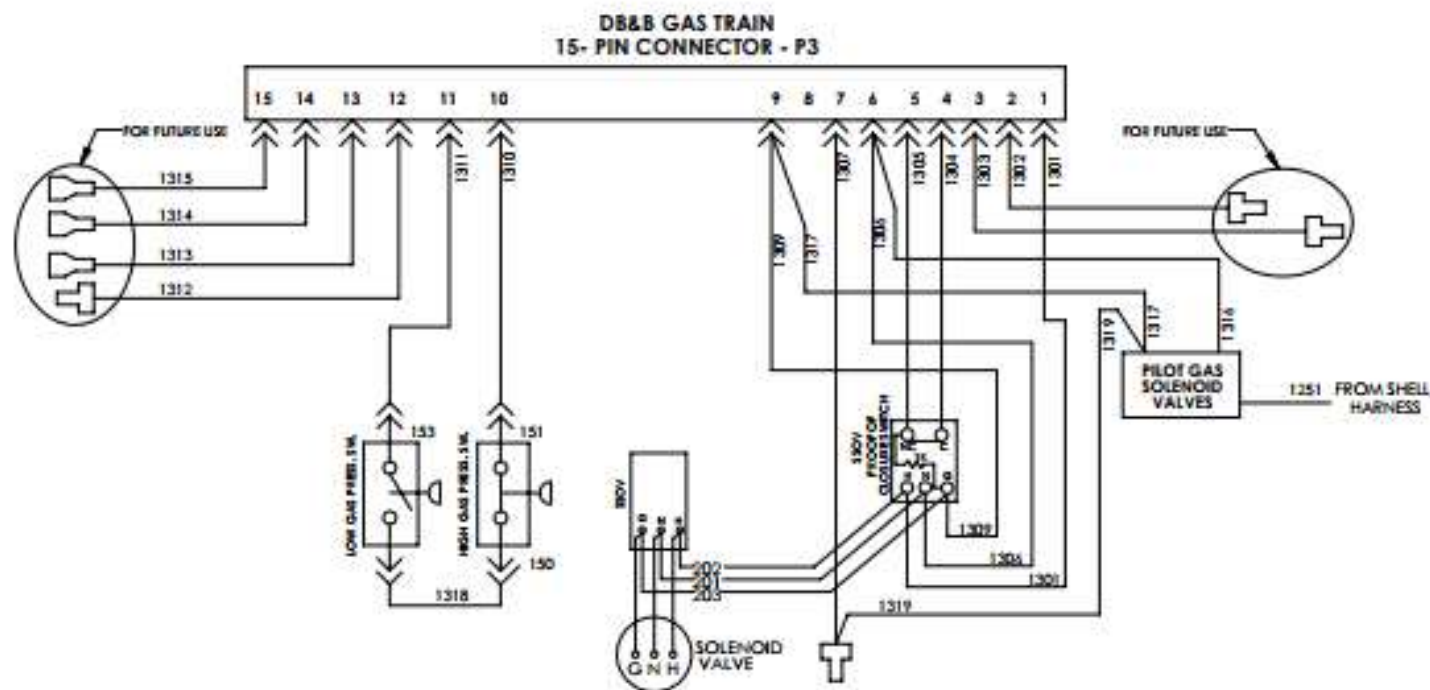 DB&B GAS TRAIN
15- PIN CONNECTOR - P3
15 14 13 12 11 10 9 8 7 6 5 4 3 2 1
FOR FUTURE USE
FOR FUTURE USE
1315
1314
1313
1312
1311
1310
1309
1317
1307
1306
1305
1304
1303
1302
1301
1319
1317
1316
PILOT GAS
SOLENOID
VALVES
1251 FROM SHELL
HARNESS
153
151
LOW GAS PRESS. SW.
HIGH GAS PRESS. SW.
150
1318
SSOV
PROOF OF
CLOSURE SWITCH
SSOV
1309
1306
1301
202
201
203
1319
G N H
SOLENOID
VALVE